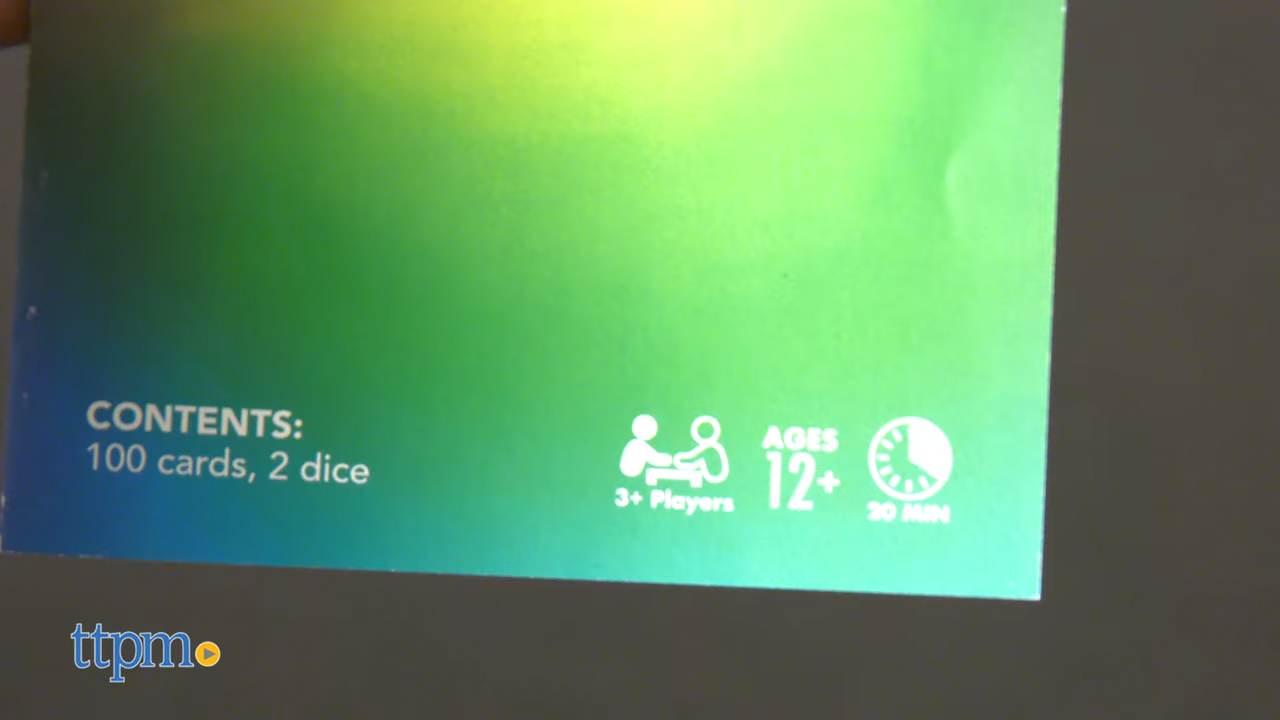 CONTENTS:
100 cards, 2 dice
3+ Players
AGES
12+
20 MIN
ttpm